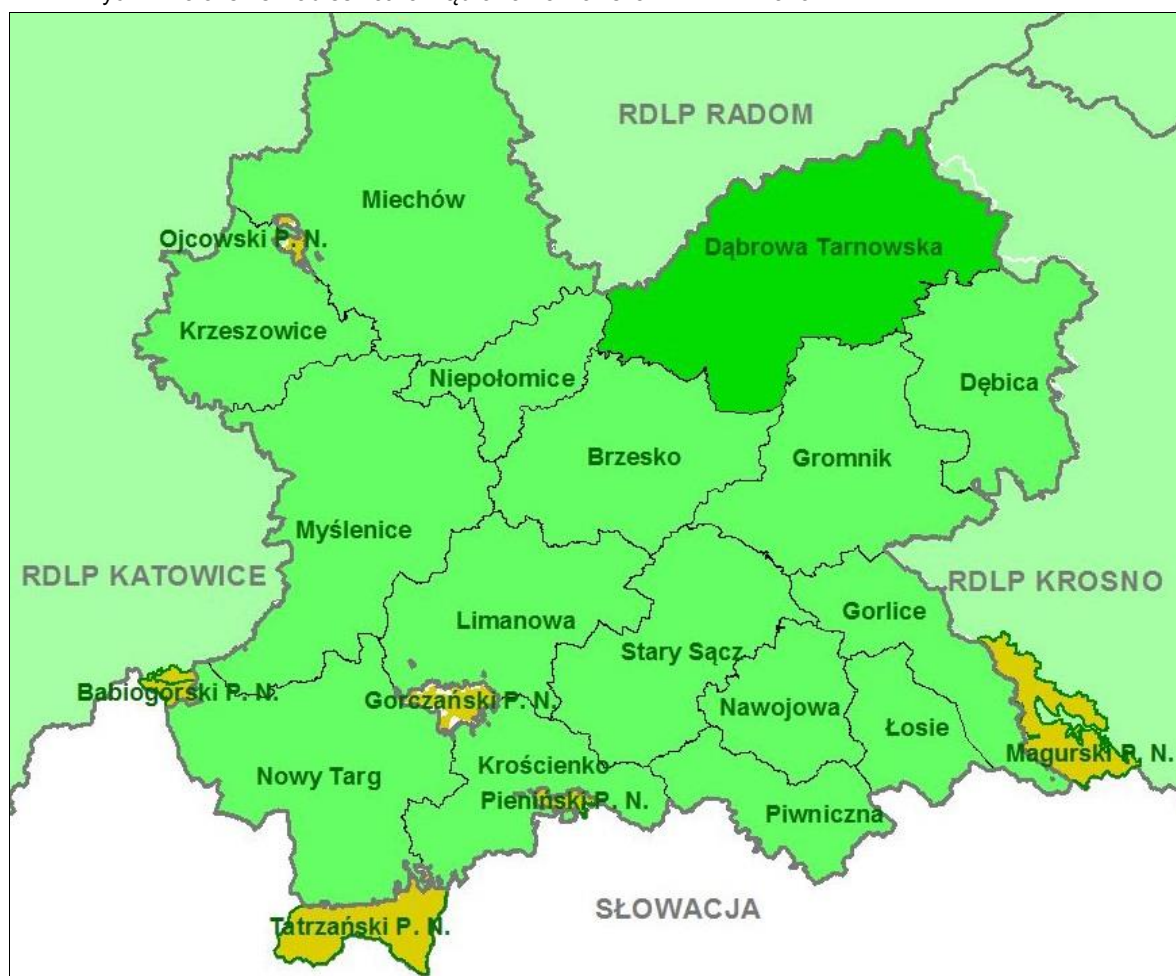 RDLP RADOM
Miechów
Ojcowski P. N.
Dąbrowa Tarnowska
Krzeszowice
Niepołomice
Dębica
Brzesko
Gromnik
Myślenice
RDLP KATOWICE
RDLP KROSNO
Gorlice
Limanowa
Stary Sącz
Babiogórski P. N.
Gorczański P. N.
Nawojowa
Łosie
Magurski P. N.
Nowy Targ
Krościenko
Pieniński P. N.
Piwniczna
SŁOWACJA
Tatrzański P. N.